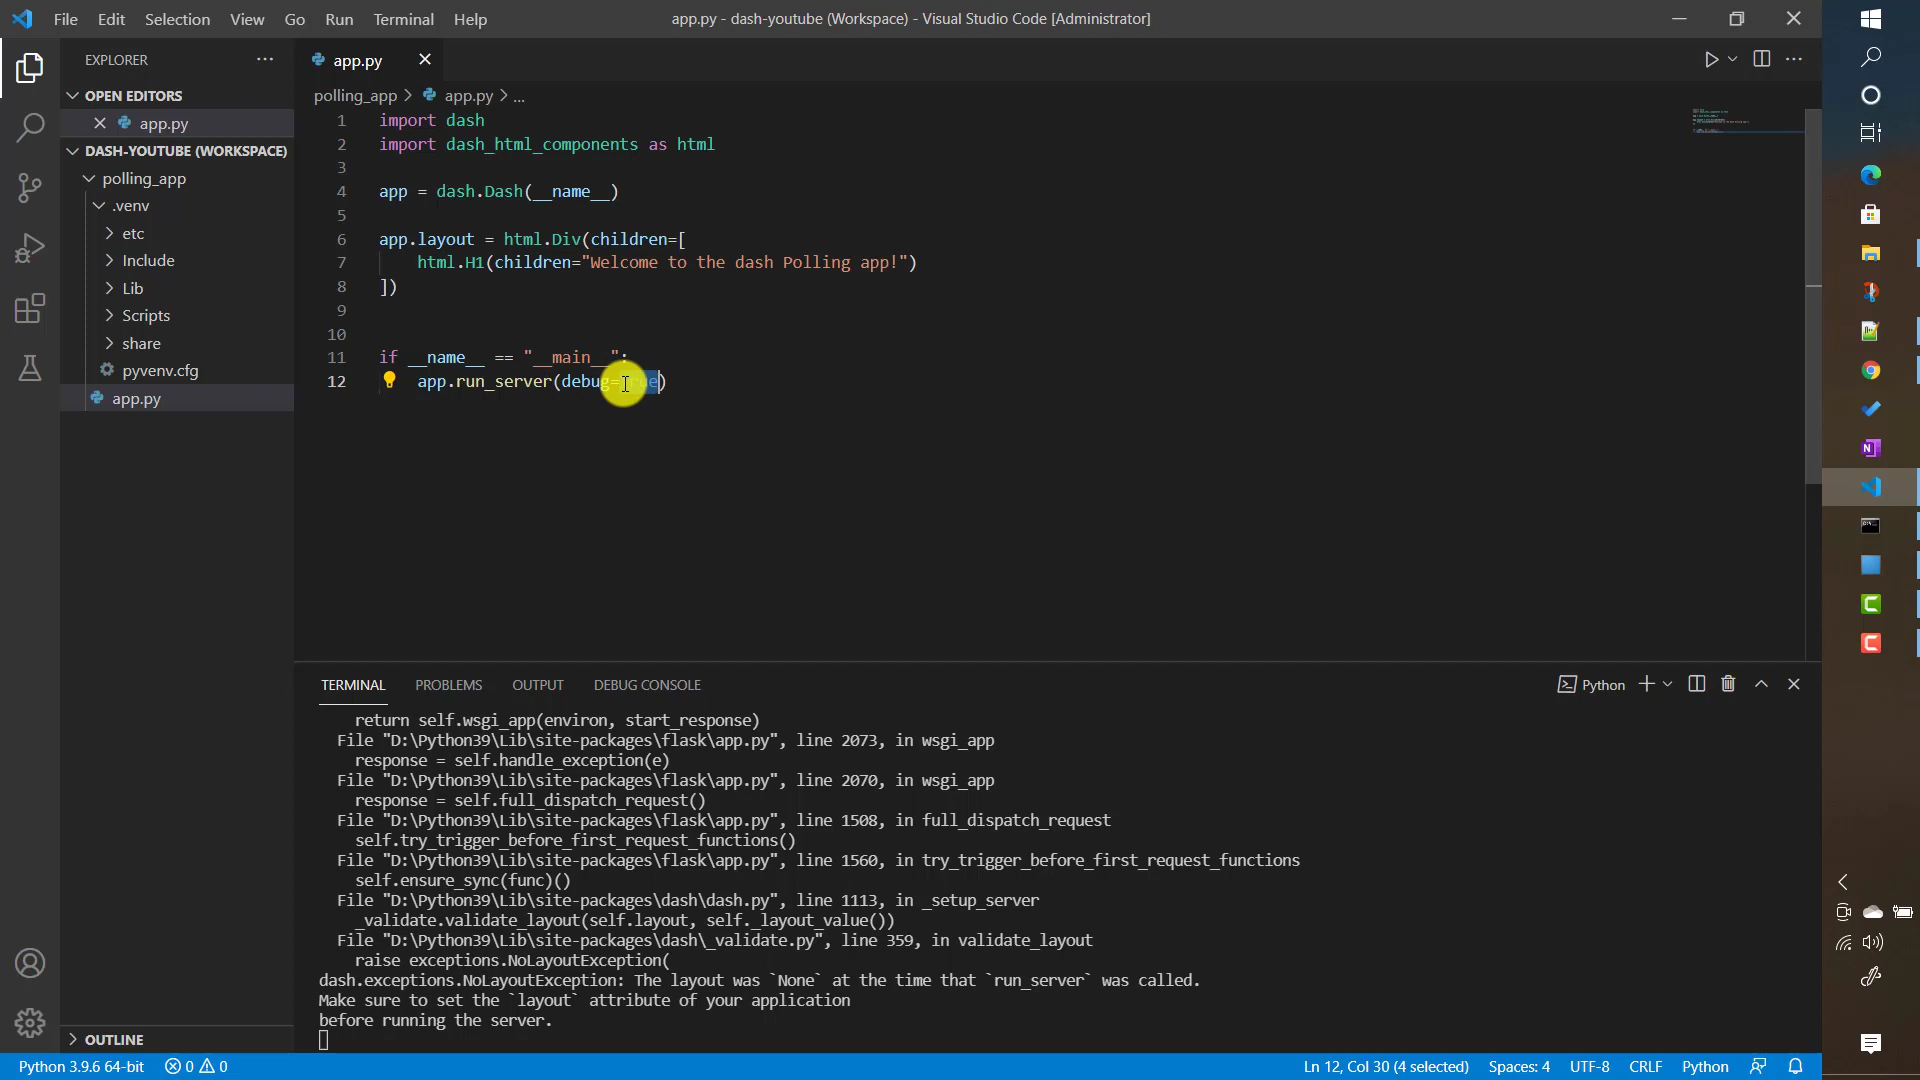 File Edit Selection View Go Run Terminal Help
app.py - dash-youtube (Workspace) - Visual Studio Code [Administrator]
EXPLORER
OPEN EDITORS
app.py
DASH-YOUTUBE (WORKSPACE)
polling_app
.venv
etc
Include
Lib
Scripts
share
pyvenv.cfg
app.py
OUTLINE
app.py
polling_app > app.py > ...
1 import dash
2 import dash_html_components as html
3
4 app = dash.Dash(__name__)
5
6 app.layout = html.Div(children=[
7 html.H1(children="Welcome to the dash Polling app!")
8 ])
9
10
11 if __name__ == "__main__":
12 app.run_server(debug=True)
TERMINAL PROBLEMS OUTPUT DEBUG CONSOLE
Python
return self.wsgi_app(environ, start_response)
File "D:\Python39\Lib\site-packages\flask\app.py", line 2073, in wsgi_app
response = self.handle_exception(e)
File "D:\Python39\Lib\site-packages\flask\app.py", line 2070, in wsgi_app
response = self.full_dispatch_request()
File "D:\Python39\Lib\site-packages\flask\app.py", line 1508, in full_dispatch_request
self.try_trigger_before_first_request_functions()
File "D:\Python39\Lib\site-packages\flask\app.py", line 1560, in try_trigger_before_first_request_functions
self.ensure_sync(func)()
File "D:\Python39\Lib\site-packages\dash\dash.py", line 1113, in _setup_server
_validate.validate_layout(self.layout, self._layout_value())
File "D:\Python39\Lib\site-packages\dash\_validate.py", line 359, in validate_layout
raise exceptions.NoLayoutException(
dash.exceptions.NoLayoutException: The layout was `None` at the time that `run_server` was called.
Make sure to set the `layout` attribute of your application
before running the server.
Python 3.9.6 64-bit 0 0
Ln 12, Col 30 (4 selected) Spaces: 4 UTF-8 CRLF Python